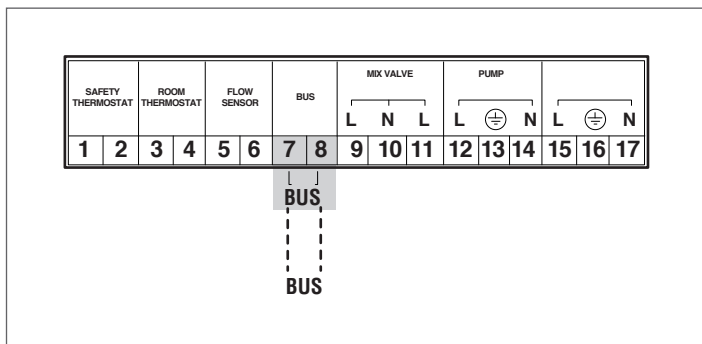 SAFETY THERMOSTAT
ROOM THERMOSTAT
FLOW SENSOR
BUS
MIX VALVE
PUMP
L N L L N L N
1 2 3 4 5 6 7 8 9 10 11 12 13 14 15 16 17
BUS
BUS